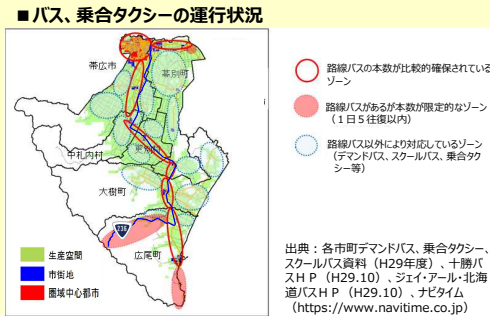 ■バス、乗合タクシーの運行状況
帯広市
幕別町
中札内村
大樹町
236
広尾町
生産空間
市街地
圏域中心都市
路線バスの本数が比較的確保されている
ゾーン
路線バスがあるが本数が限定的なゾーン
（1日5往復以内）
路線バス以外により対応しているゾーン
（デマンドバス、スクールバス、乗合タク
シー等）
出典：各市町デマンドバス、乗合タクシー、
スクールバス資料（H29年度）、十勝バ
スＨＰ（H29.10）、ジェイ・アール・北海
道バスＨＰ（H29.10）、ナビタイム
（https://www.navitime.co.jp）